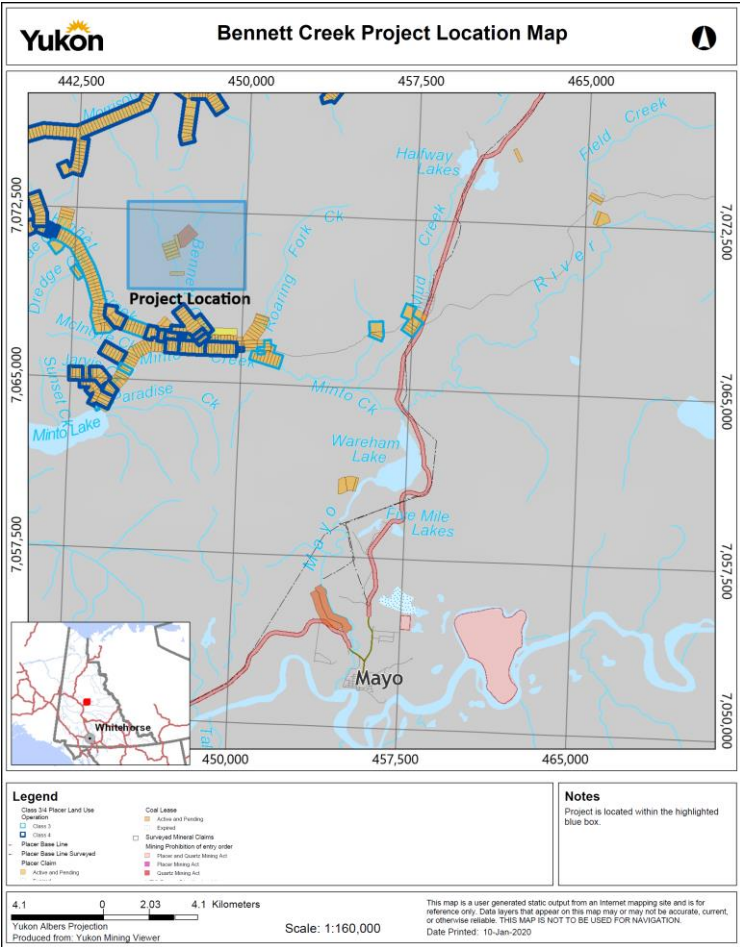 Yukon
Bennett Creek Project Location Map
442,500
450,000
457,500
465,000
Morrison
Field Creek
Halfway
Lakes
7,072,500
7,072,500
Roaring Fork Ck
Mud Creek
River
Dredge
Project Location
McIntyre Ck
Minto Creek
7,065,000
7,065,000
Sunset Ck
Paradise Ck
Minto Ck
Minto Lake
Wareham
Lake
Mayo
Five Mile
Lakes
7,057,500
7,057,500
Mayo
Whitehorse
7,050,000
450,000
457,500
465,000
Legend
Class 3/4 Placer Land Use
Operation
Class 3
Class 4
Placer Base Line
Placer Base Line Surveyed
Placer Claim
Active and Pending
Coal Lease
Active and Pending
Expired
Surveyed Mineral Claims
Mining Prohibition of entry order
Placer and Quartz Mining Act
Placer Mining Act
Quartz Mining Act
Notes
Project is located within the highlighted
blue box.
4.1 0 2.03 4.1 Kilometers
Yukon Albers Projection
Produced from: Yukon Mining Viewer
Scale: 1:160,000
This map is a user generated static output from an Internet mapping site and is for
reference only. Data layers that appear on this map may or may not be accurate, current,
or otherwise reliable. THIS MAP IS NOT TO BE USED FOR NAVIGATION.
Date Printed: 10-Jan-2020